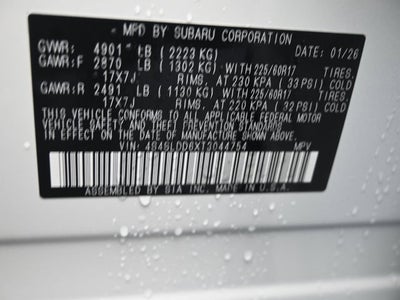 MFD BY SUBARU CORPORATION DATE: 01/26
GVWR: 4901 LB (2223 KG)
GAWR:F 2870 LB (1302 KG) WITH 225/60R17 TIRES,
17X7J RIMS, AT 230 KPA (33 PSI) COLD
GAWR:R 2491 LB (1130 KG) WITH 225/60R17 TIRES,
17X7J RIMS, AT 220 KPA (32 PSI) COLD
THIS VEHICLE CONFORMS TO ALL APPLICABLE FEDERAL MOTOR
VEHICLE SAFETY AND THEFT PREVENTION STANDARDS IN EFFECT ON
THE DATE OF MANUFACTURE SHOWN ABOVE.
VIN: 4S4SLDD6XT3044754 MPV
ASSEMBLED BY SIA INC. MADE IN U.S.A.